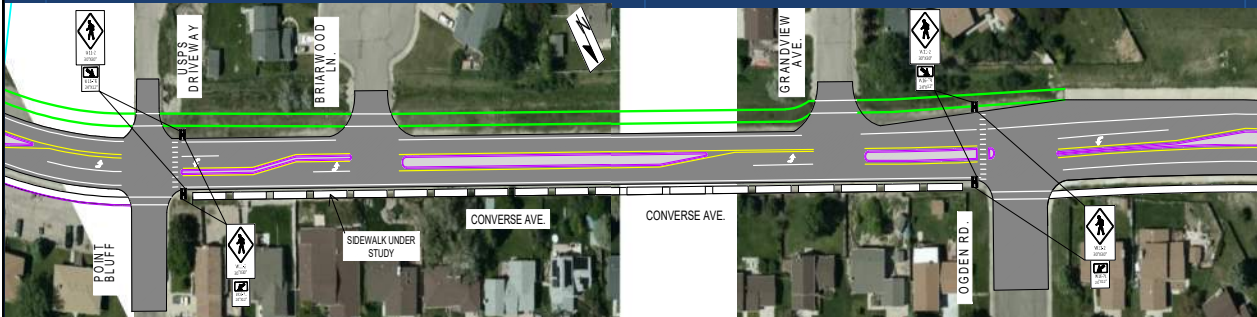 USPS
DRIVEWAY
BRIARWOOD
LN.
GRANDVIEW
AVE.
N
POINT
BLUFF
SIDEWALK UNDER
STUDY
CONVERSE AVE.
CONVERSE AVE.
OGDEN RD.